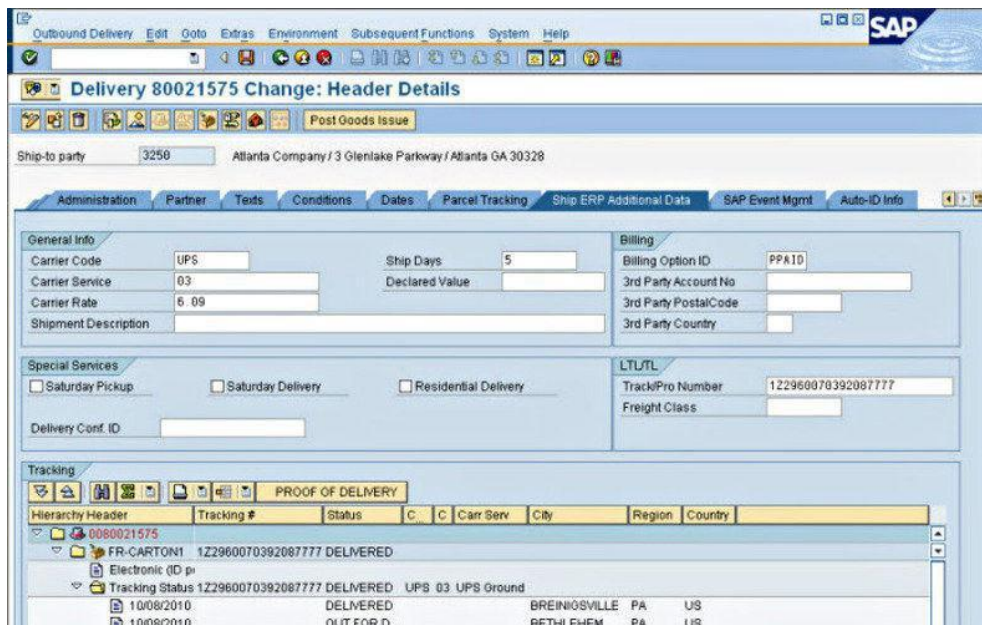 Outbound Delivery Edit Goto Extras Environment Subsequent Functions System Help
SAP
Delivery 80021575 Change: Header Details
Post Goods Issue
Ship-to party 3250 Atlanta Company / 3 Glenlake Parkway / Atlanta GA 30328
Administration Partner Texts Conditions Dates Parcel Tracking Ship ERP Additional Data SAP Event Mgmt Auto-ID Info
General Info Billing
Carrier Code UPS Ship Days 5 Billing Option ID PPAID
Carrier Service 03 Declared Value 3rd Party Account No
Carrier Rate 6.09 3rd Party PostalCode
Shipment Description 3rd Party Country
Special Services LTL/TL
Saturday Pickup Saturday Delivery Residential Delivery Track/Pro Number 1Z2960070392087777
Freight Class
Delivery Conf. ID
Tracking
PROOF OF DELIVERY
Hierarchy Header Tracking # Status C... C Carr Serv City Region Country
0080021575
FR-CARTON1 1Z2960070392087777 DELIVERED
Electronic (ID p
Tracking Status 1Z2960070392087777 DELIVERED UPS 03 UPS Ground
10/08/2010 DELIVERED BREINIGSVILLE PA US
10/08/2010 OUT FOR D BETHLEHEM PA US